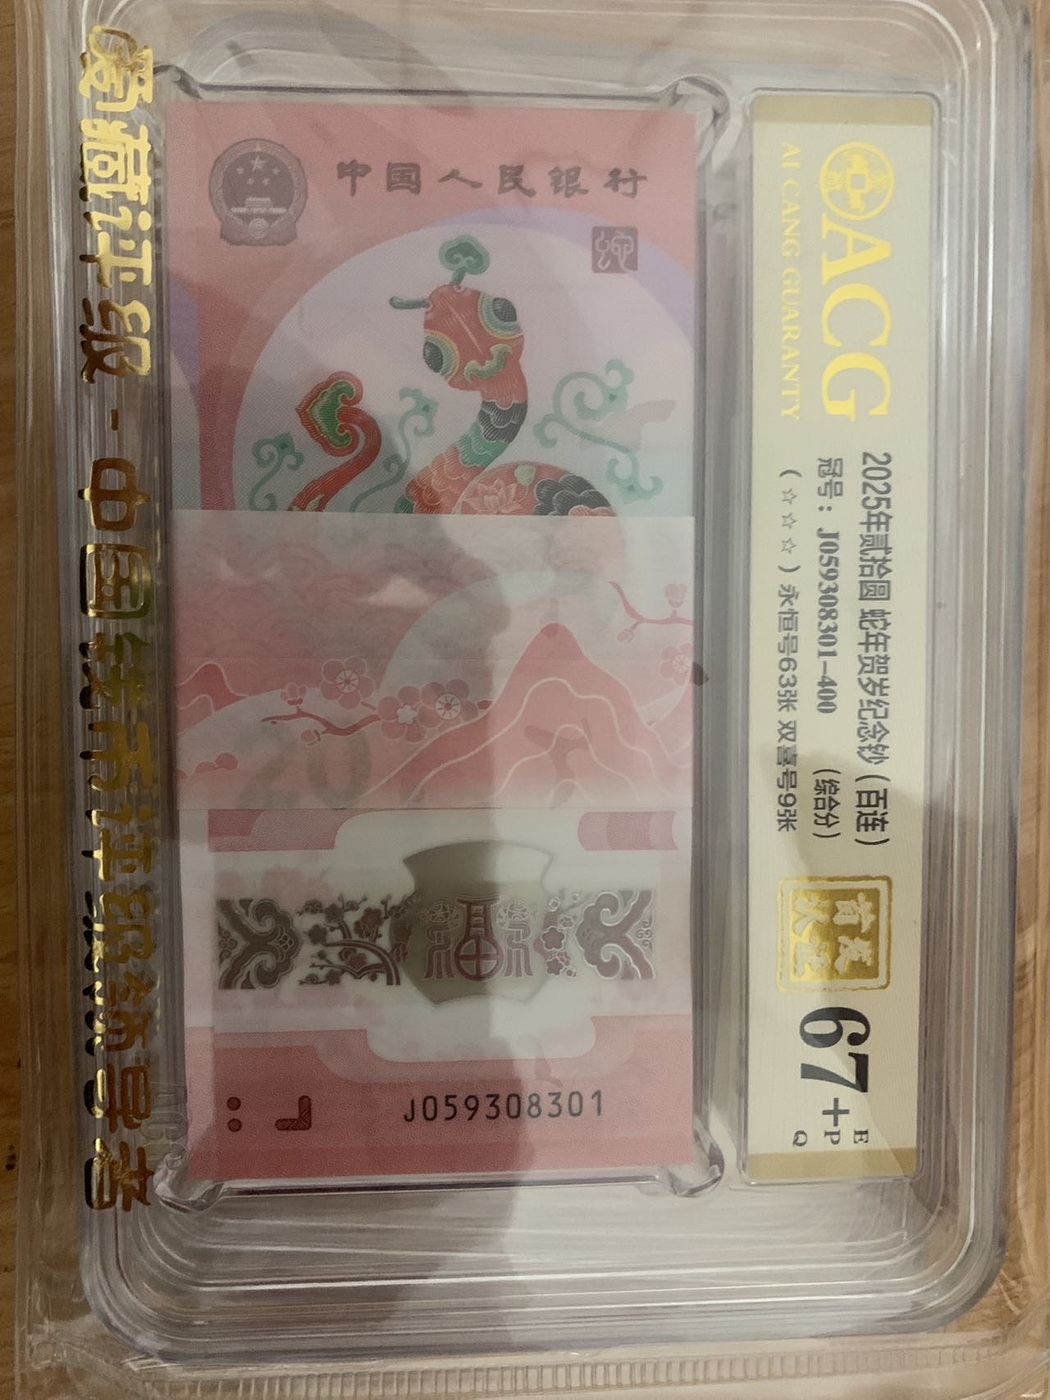 爱藏评级 - 中国钱币评级领导者
中国人民银行
J059308301
20
ACG
AI CANG GUARANTY
2025年贰拾圆 蛇年贺岁纪念钞 (百连)
冠号: J059308301—400 (综合分)
(☆☆☆☆) 永恒号63张 双喜号9张
67+
E
P
Q